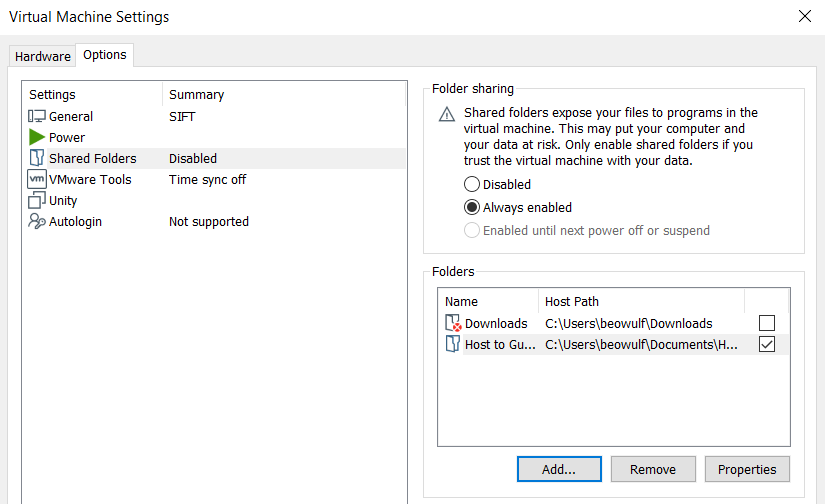 Virtual Machine Settings
Hardware
Options
Settings Summary
General SIFT
Power
Shared Folders Disabled
vm VMware Tools Time sync off
Unity
Autologin Not supported
Folder sharing
Shared folders expose your files to programs in the
virtual machine. This may put your computer and
your data at risk. Only enable shared folders if you
trust the virtual machine with your data.
Disabled
Always enabled
Enabled until next power off or suspend
Folders
Name Host Path
Downloads C:\Users\beowulf\Downloads
Host to Gu... C:\Users\beowulf\Documents\H...
Add... Remove Properties